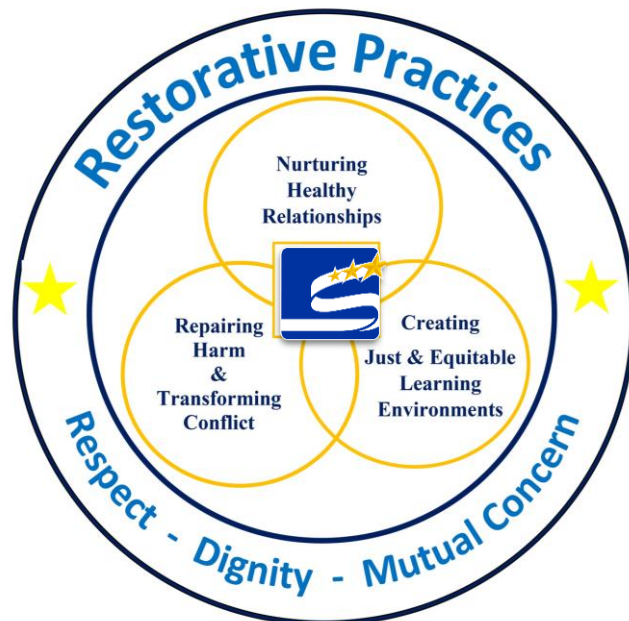 Restorative Practices
Nurturing
Healthy
Relationships
Repairing
Harm
&
Transforming
Conflict
Creating
Just & Equitable
Learning
Environments
Respect - Dignity - Mutual Concern